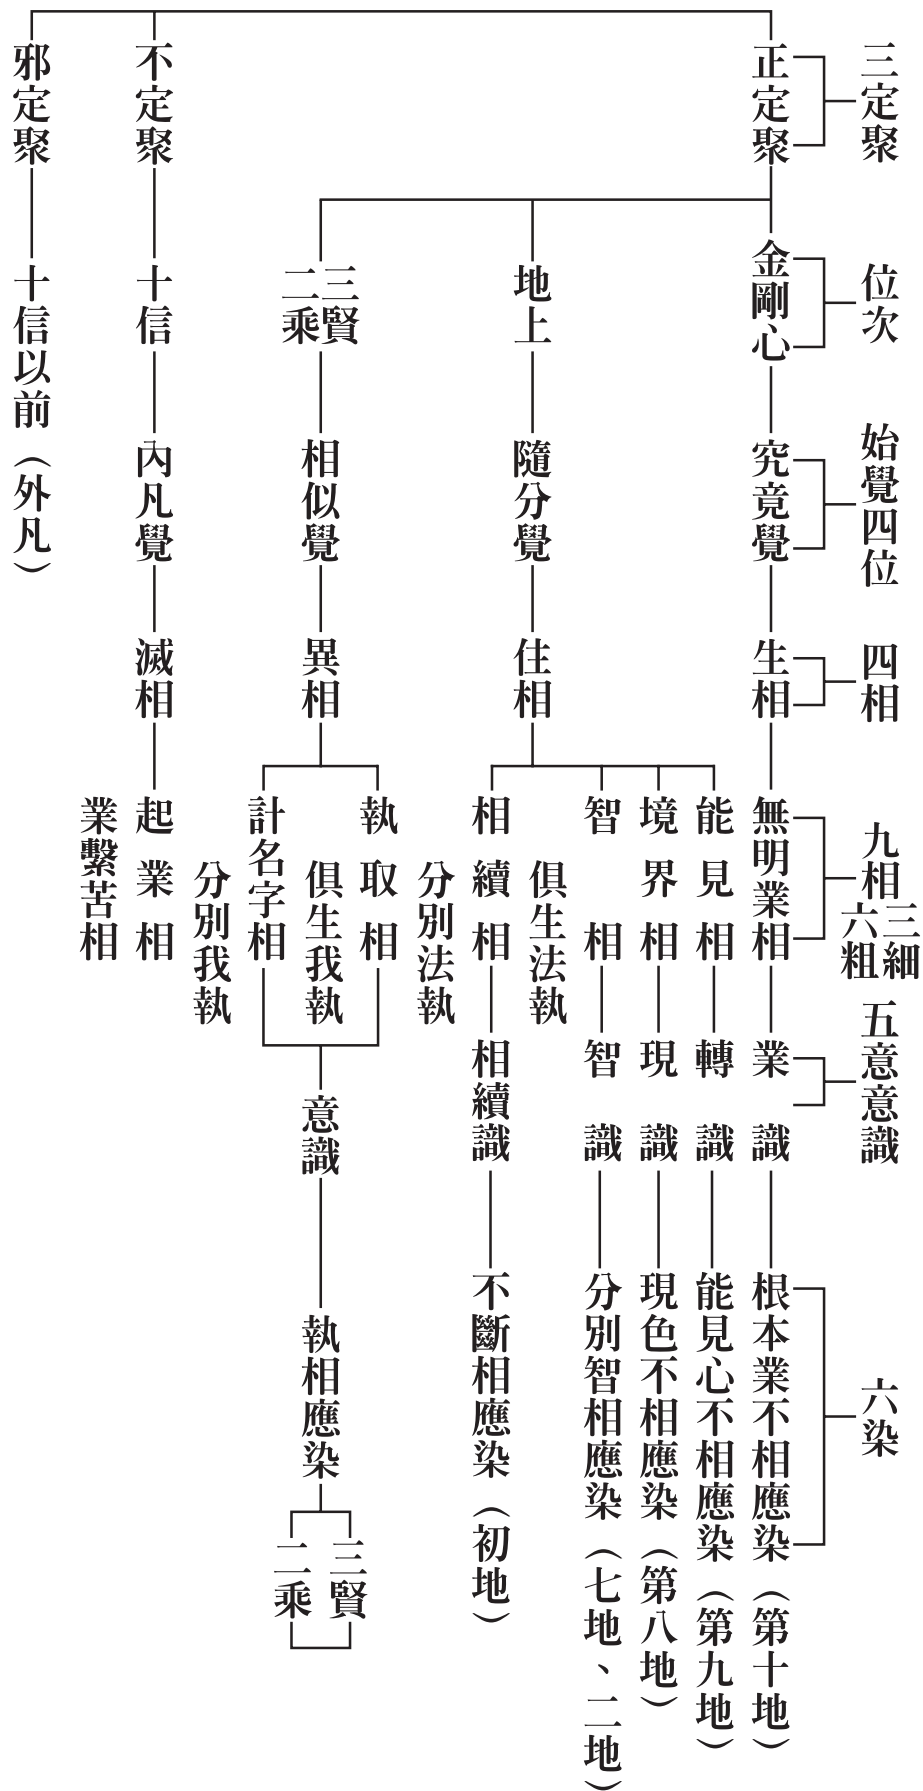 三定聚
位次
始覺四位
四相
九相
三細
六粗
五意意識
六染
正定聚
金剛心
究竟覺
生相
無明業相
業識
根本業不相應染（第十地）
能見相
轉識
能見心不相應染（第九地）
境界相
現識
現色不相應染（第八地）
地上
隨分覺
住相
智相
智識
分別智相應染（七地、二地）
俱生法執
相續相
相續識
不斷相應染（初地）
分別法執
三賢
二乘
相似覺
異相
執取相
俱生我執
計名字相
分別我執
意識
執相應染
三賢
二乘
不定聚
十信
內凡覺
滅相
起業相
業繫苦相
邪定聚
十信以前（外凡）